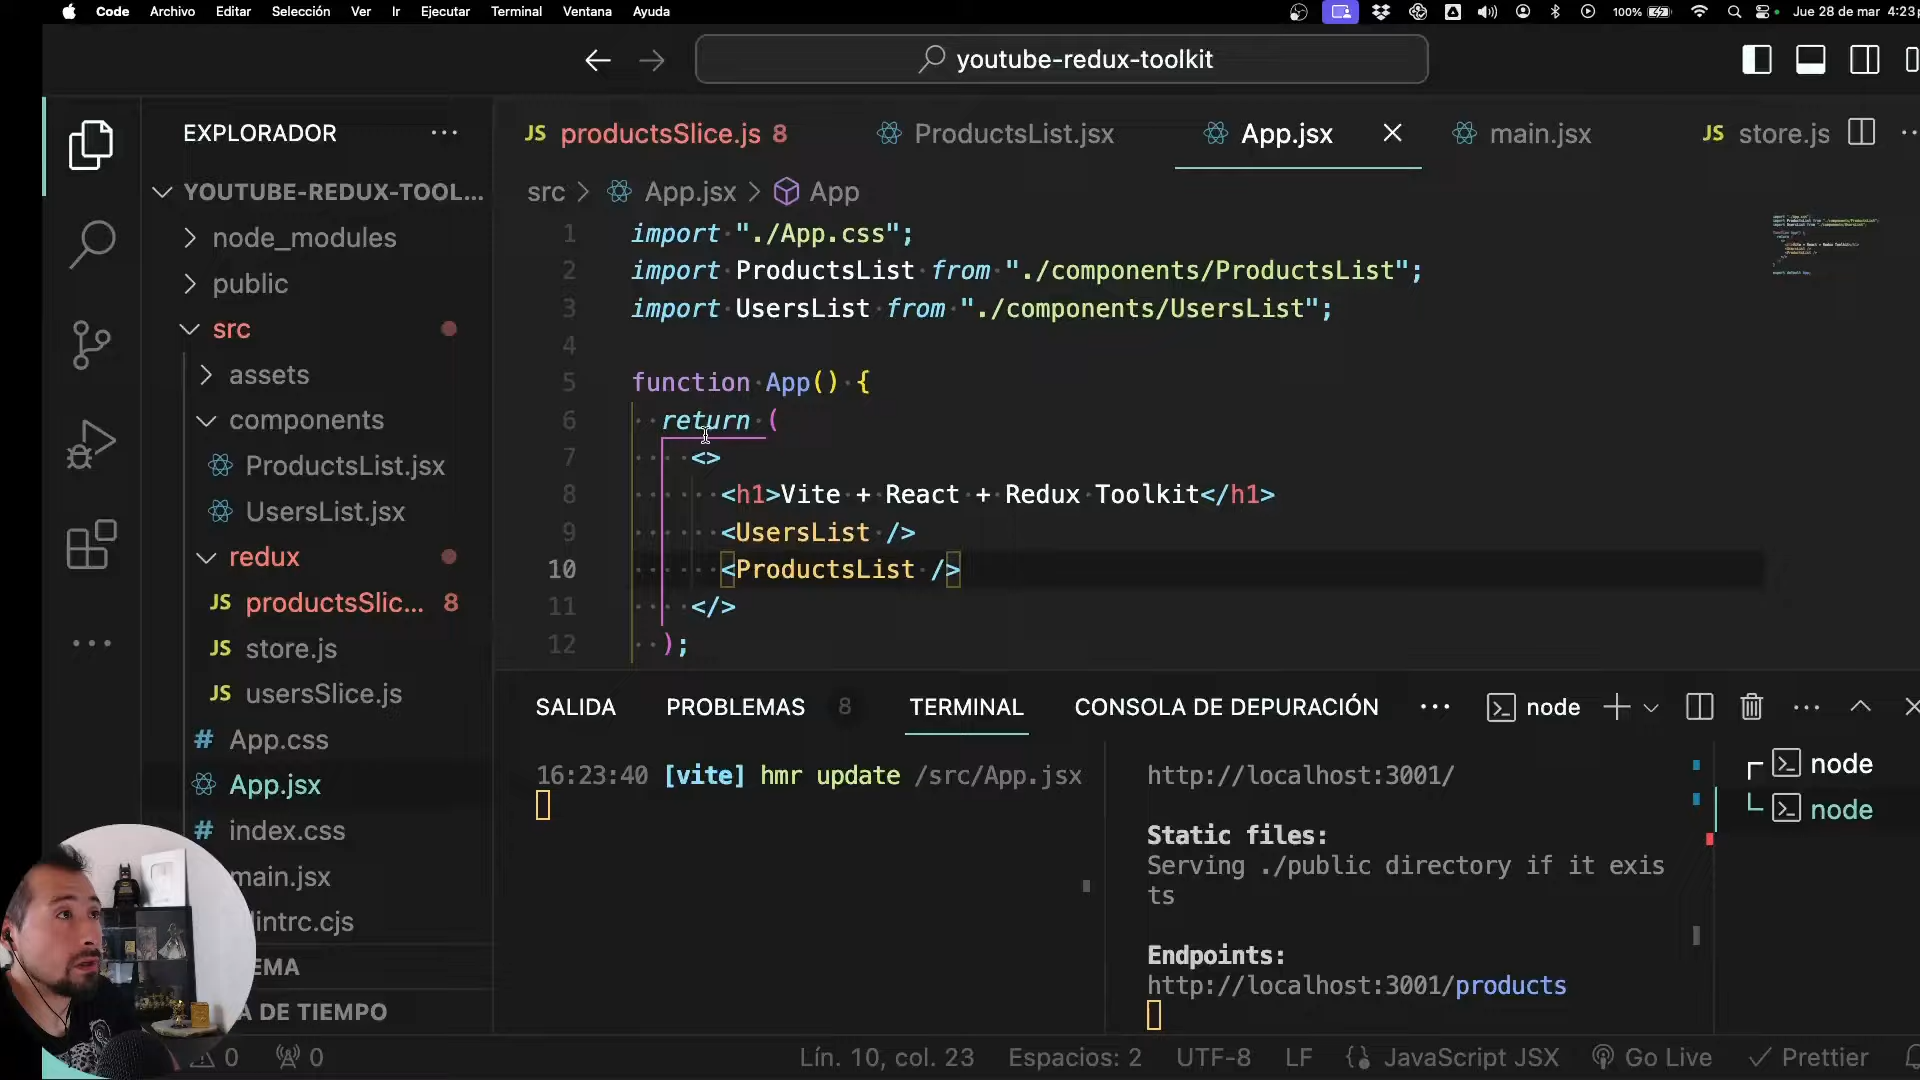 Code Archivo Editar Selección Ver Ir Ejecutar Terminal Ventana Ayuda
100% Jue 28 de mar 4:23
youtube-redux-toolkit
EXPLORADOR
YOUTUBE-REDUX-TOOL...
node_modules
public
src
assets
components
ProductsList.jsx
UsersList.jsx
redux
JS productsSlic... 8
JS store.js
JS usersSlice.js
# App.css
App.jsx
# index.css
main.jsx
lintrc.cjs
EMA
A DE TIEMPO
JS productsSlice.js 8 ProductsList.jsx App.jsx main.jsx JS store.js
src > App.jsx > App
1 import "./App.css";
2 import ProductsList from "./components/ProductsList";
3 import UsersList from "./components/UsersList";
4
5 function App() {
6 return (
7 <>
8 <h1>Vite + React + Redux Toolkit</h1>
9 <UsersList />
10 <ProductsList />
11 </>
12 );
SALIDA PROBLEMAS 8 TERMINAL CONSOLA DE DEPURACIÓN node
16:23:40 [vite] hmr update /src/App.jsx
http://localhost:3001/
Static files:
Serving ./public directory if it exis
ts
Endpoints:
http://localhost:3001/products
node
node
0 0 Lín. 10, col. 23 Espacios: 2 UTF-8 LF JavaScript JSX Go Live Prettier